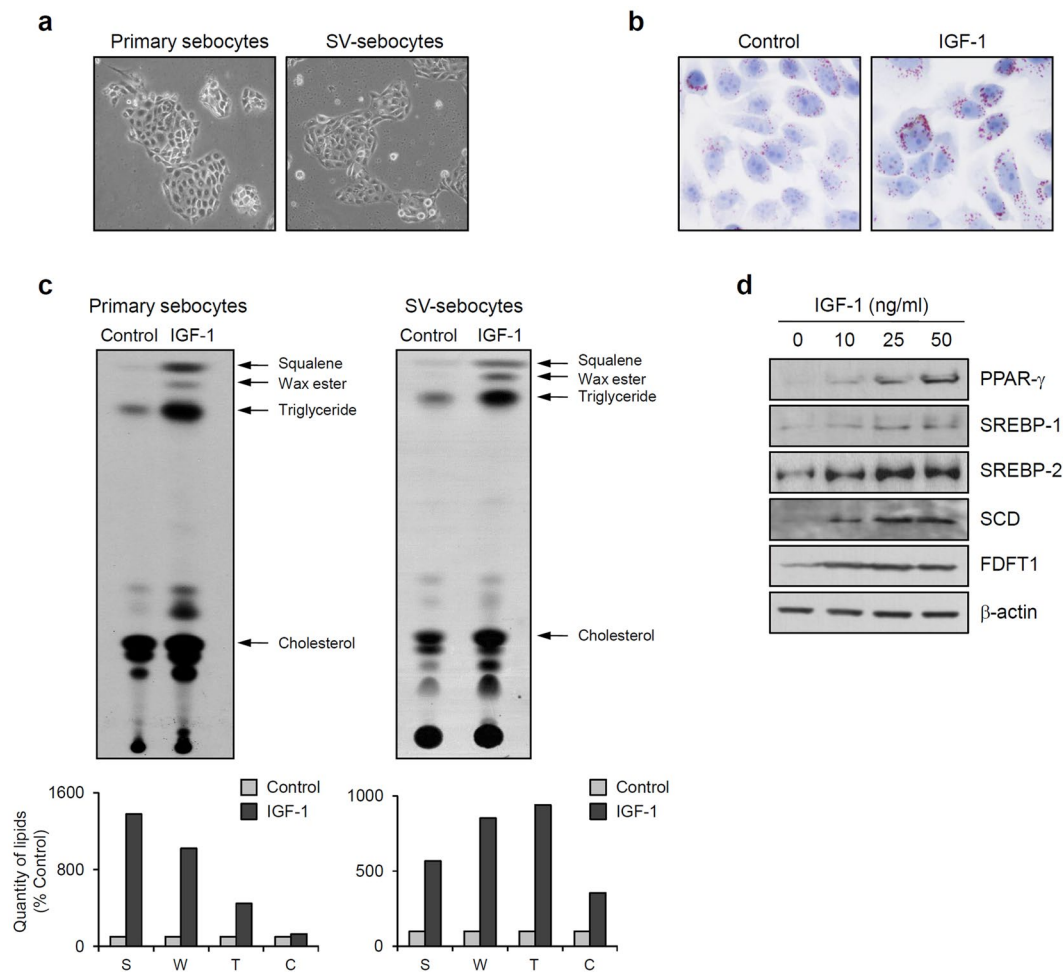 a
Primary sebocytes SV-sebocytes
b
Control IGF-1
c
Primary sebocytes
Control IGF-1
Squalene
Wax ester
Triglyceride
Cholesterol
SV-sebocytes
Control IGF-1
Squalene
Wax ester
Triglyceride
Cholesterol
Quantity of lipids
(% Control)
1600
800
0
Control
IGF-1
S W T C
1000
500
0
Control
IGF-1
S W T C
d
IGF-1 (ng/ml)
0 10 25 50
PPAR-γ
SREBP-1
SREBP-2
SCD
FDFT1
β-actin